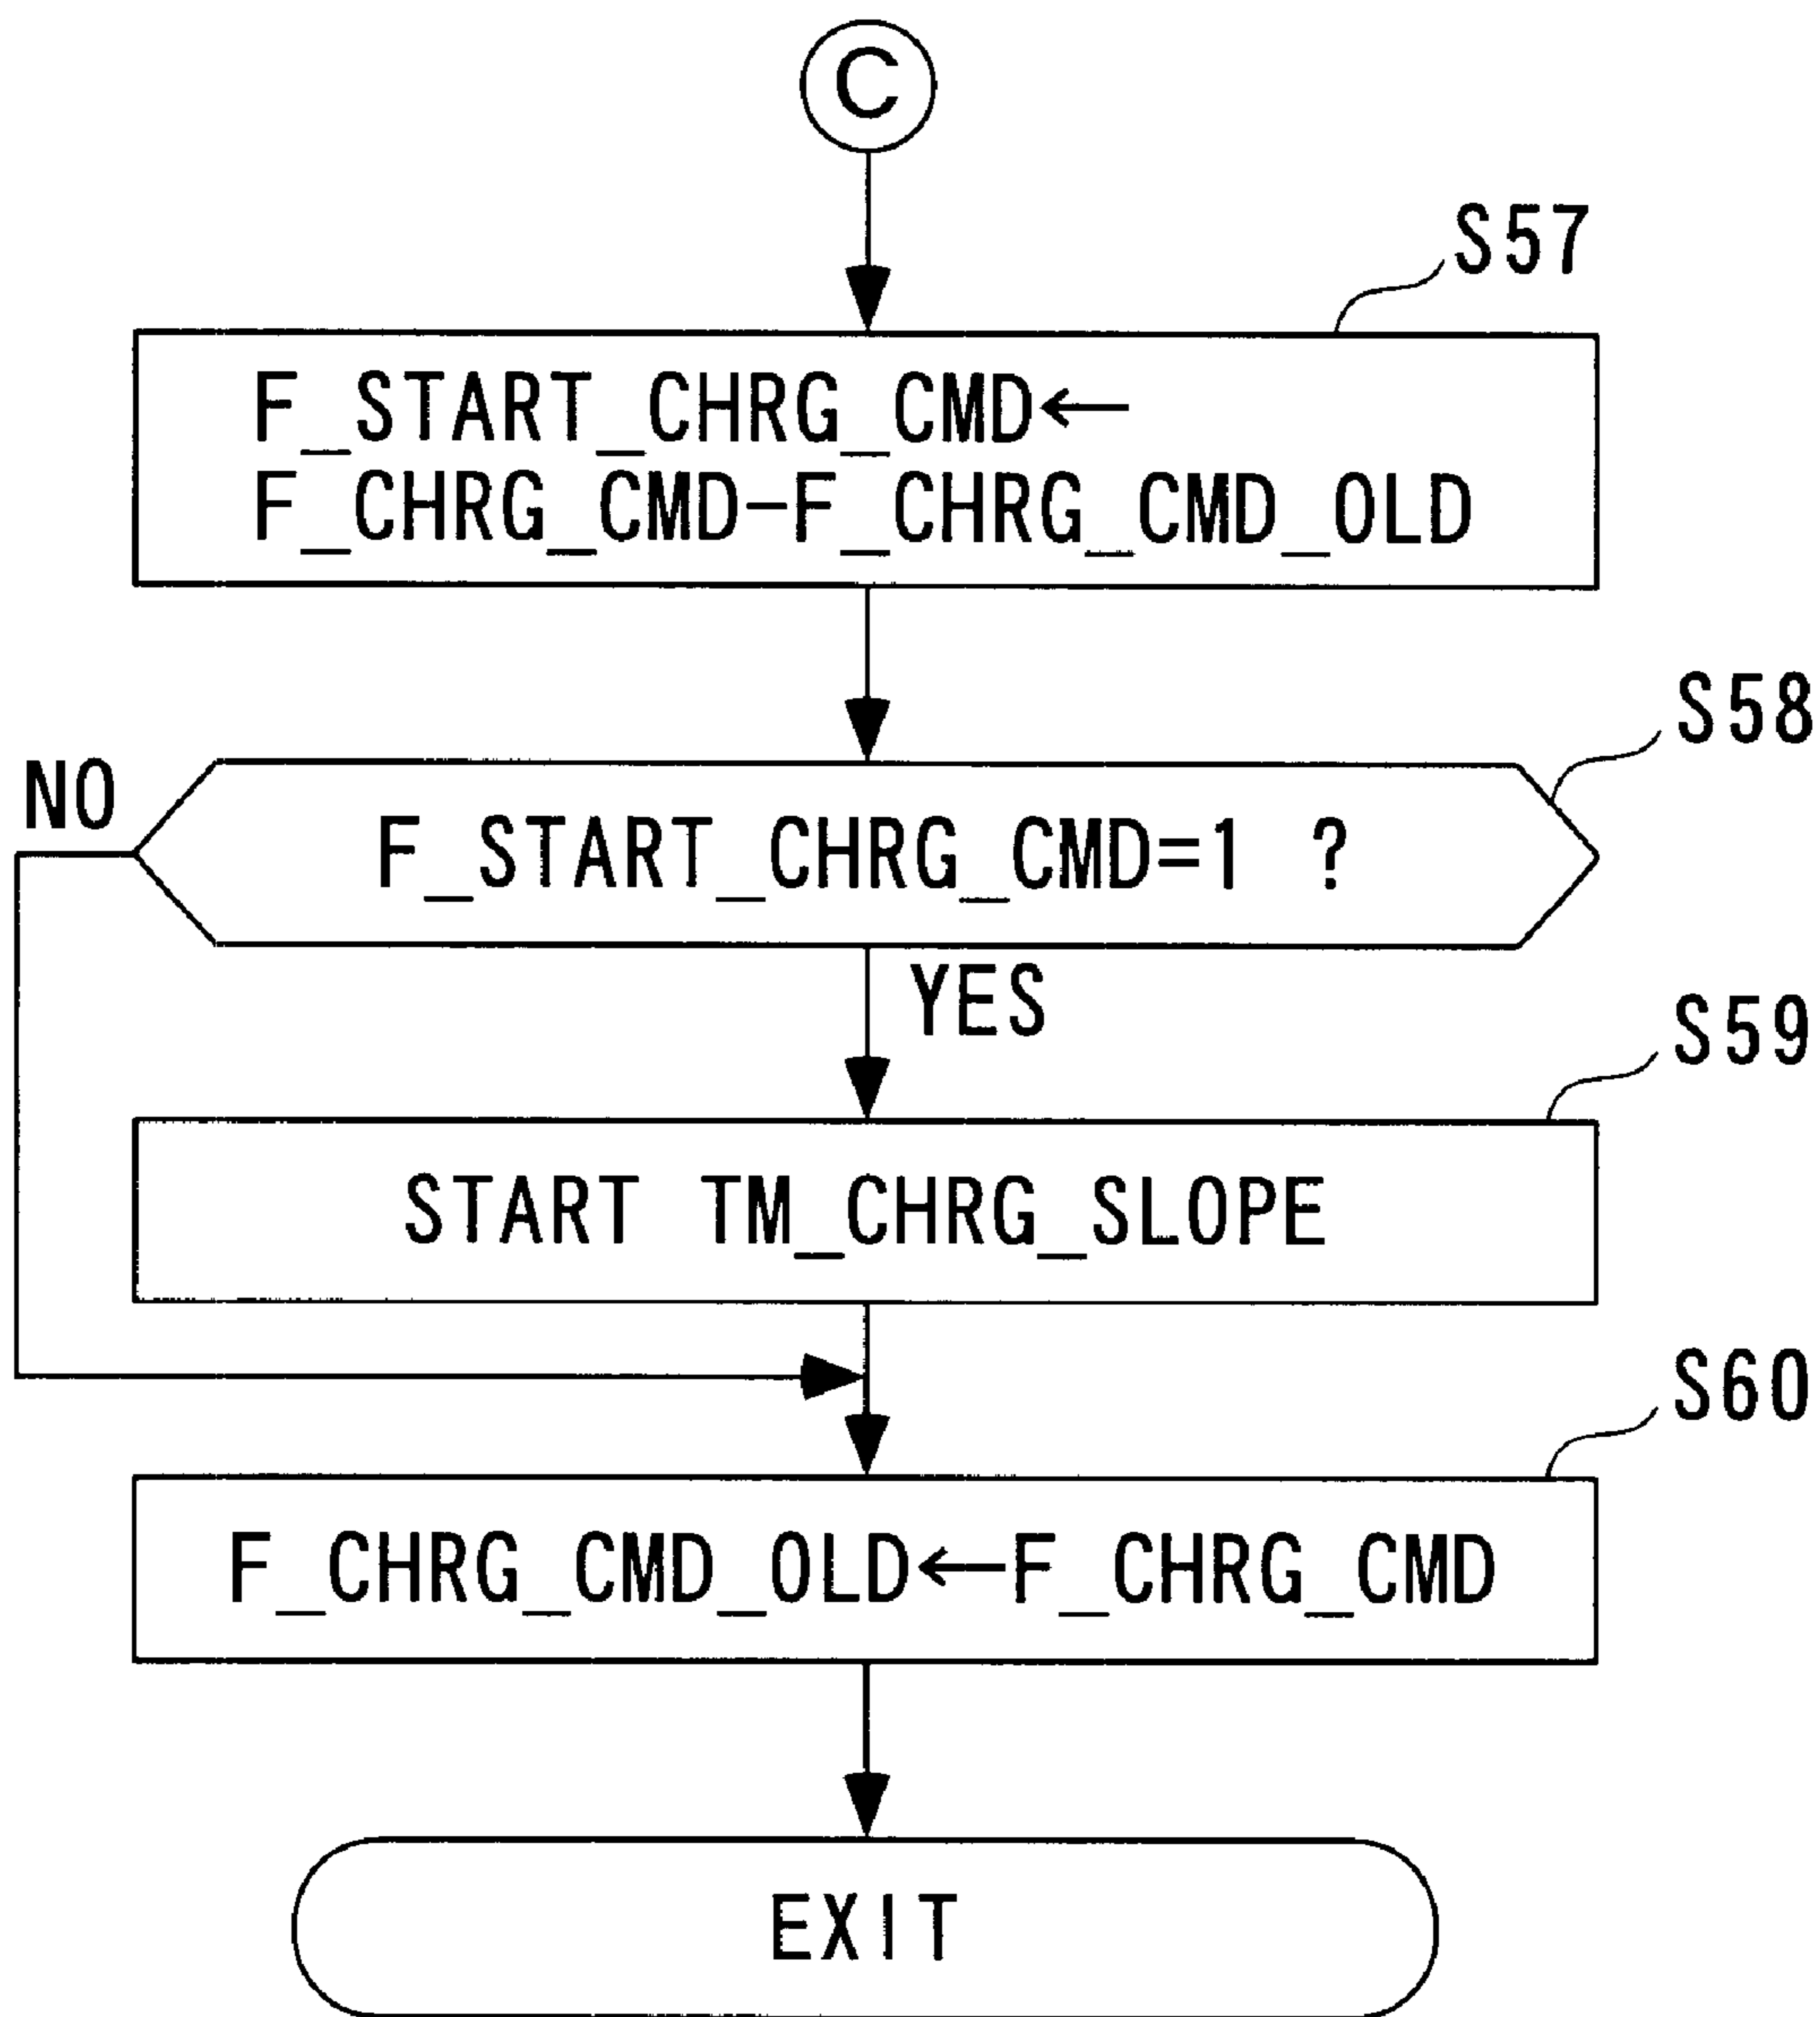 C
S57
F_START_CHRG_CMD←
F_CHRG_CMD-F_CHRG_CMD_OLD
S58
NO
F_START_CHRG_CMD=1 ?
YES
S59
START TM_CHRG_SLOPE
S60
F_CHRG_CMD_OLD←F_CHRG_CMD
EXIT